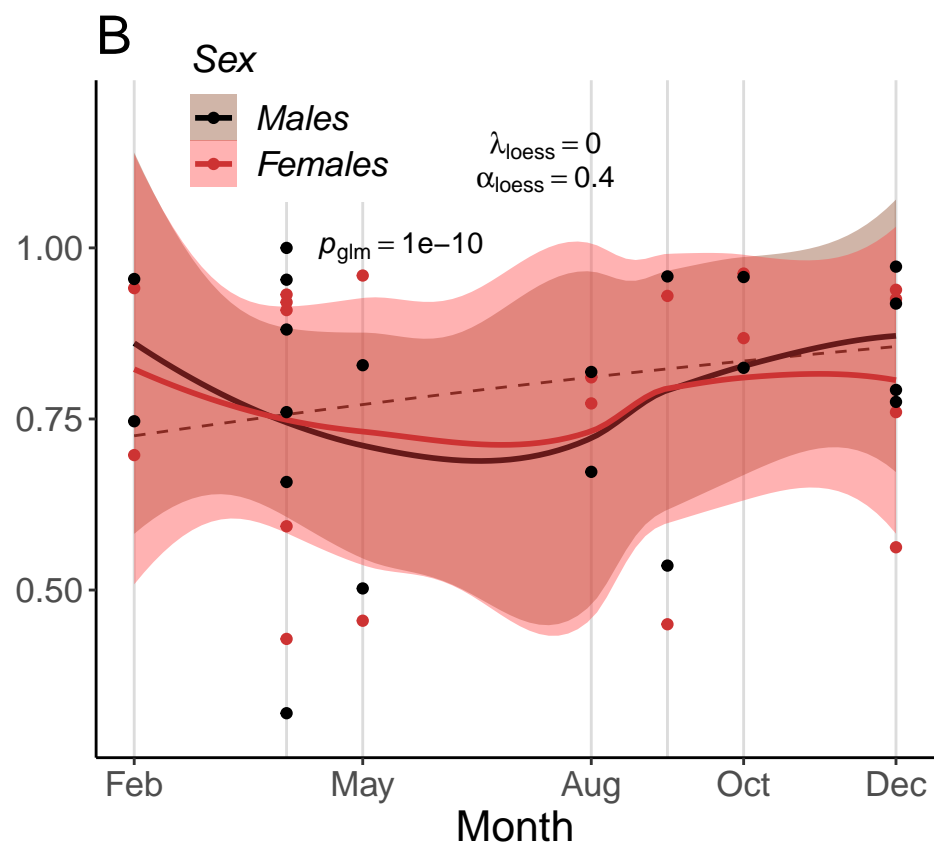 B
Sex
Males
Females
λloess = 0
αloess = 0.4
pglm = 1e−10
1.00
0.75
0.50
Feb May Aug Oct Dec
Month